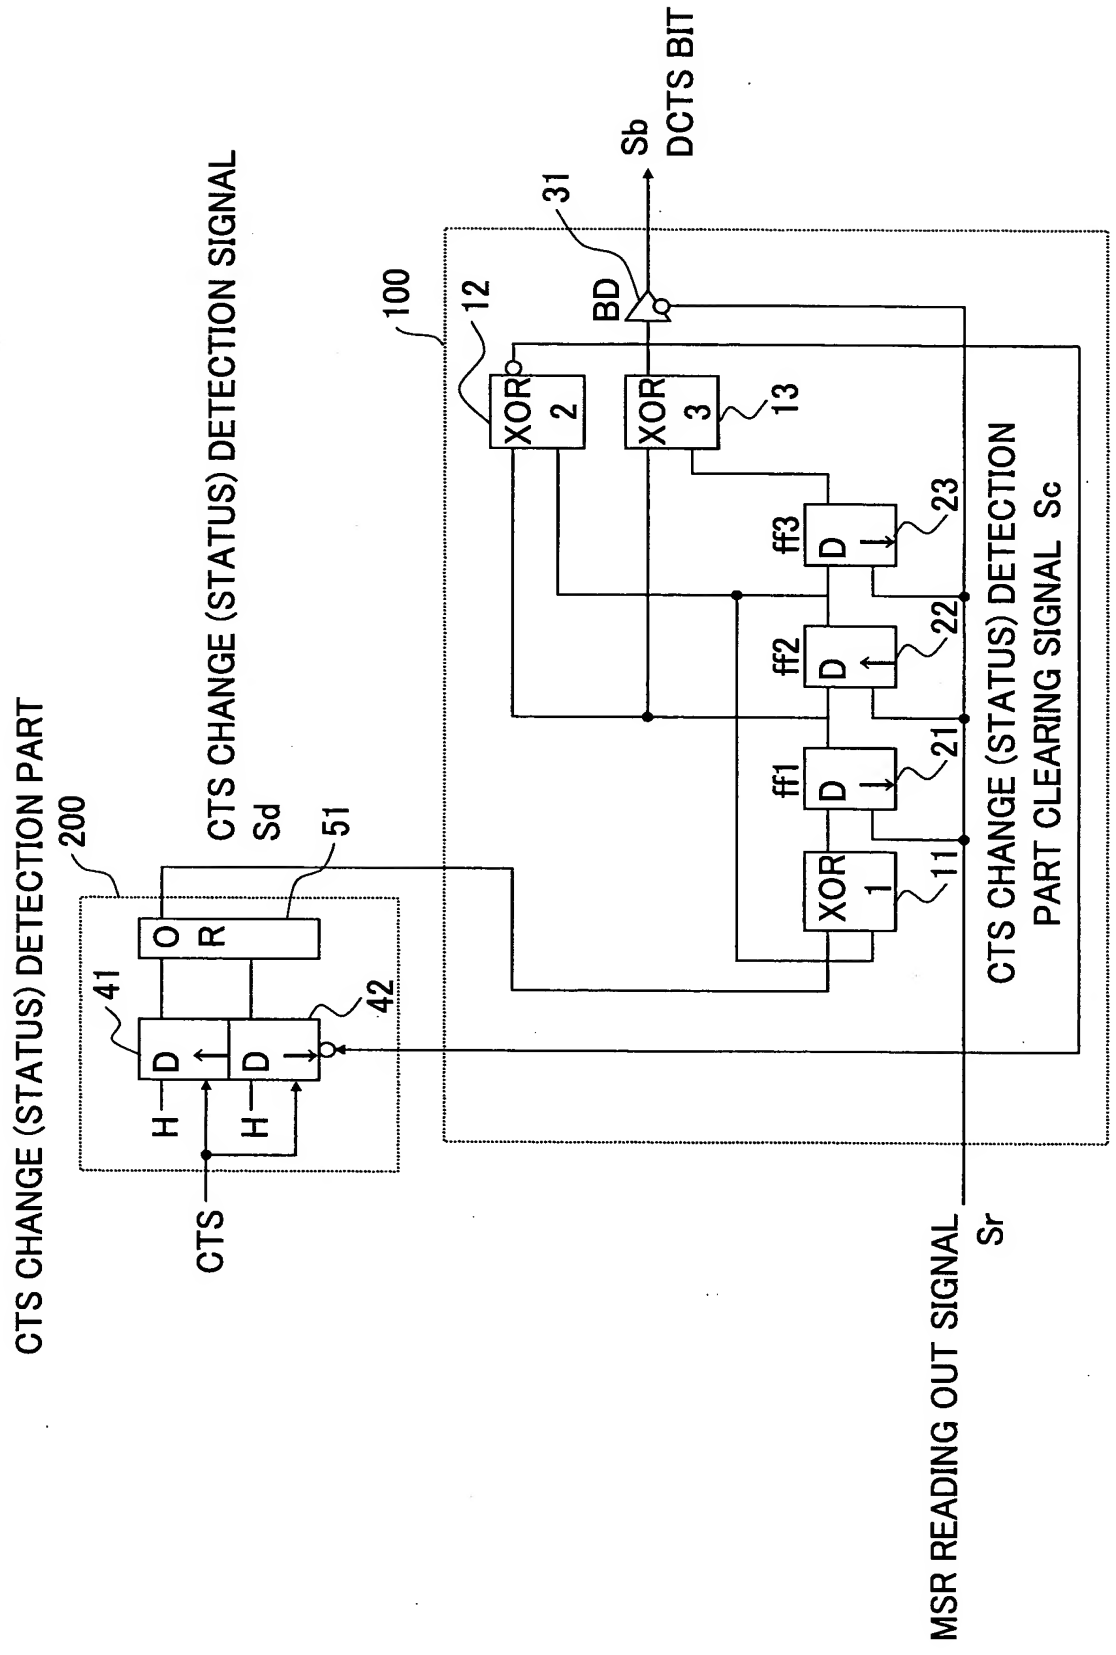 CTS CHANGE (STATUS) DETECTION PART
200
41
D
H
O
R
51
42
D
H
CTS
CTS CHANGE (STATUS) DETECTION SIGNAL
Sd
100
12
XOR
2
BD
31
Sb
DCTS BIT
XOR
3
13
ff1
D
21
ff2
D
22
ff3
D
23
XOR
1
11
CTS CHANGE (STATUS) DETECTION
PART CLEARING SIGNAL Sc
MSR READING OUT SIGNAL
Sr